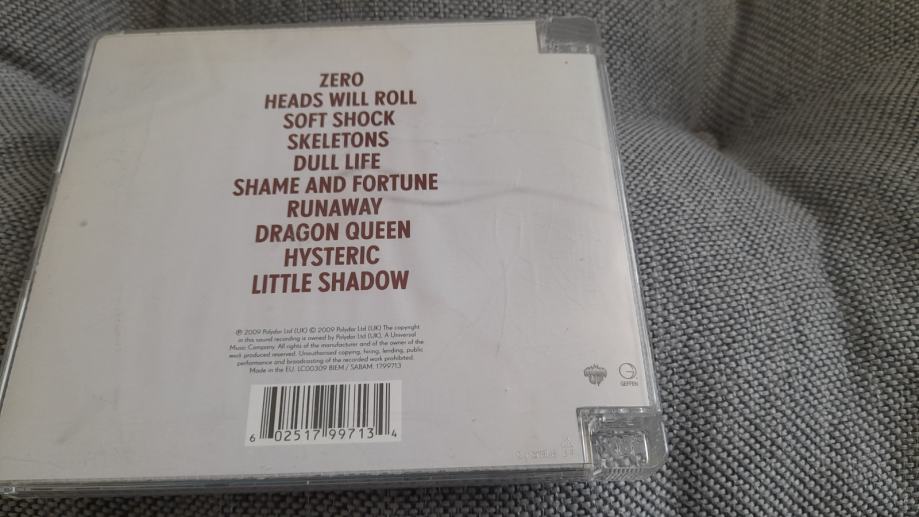 ZERO
HEADS WILL ROLL
SOFT SHOCK
SKELETONS
DULL LIFE
SHAME AND FORTUNE
RUNAWAY
DRAGON QUEEN
HYSTERIC
LITTLE SHADOW
℗ 2009 Polydor Ltd (UK) © 2009 Polydor Ltd (UK) The copyright
in this sound recording is owned by Polydor Ltd (UK), A Universal
Music Company. All rights of the manufacturer and of the owner of the
work produced reserved. Unauthorised copying, hiring, lending, public
performance and broadcasting of the recorded work prohibited.
Made in the EU. LC00309 BIEM / SABAM. 1799713
G
GEFFEN
6 02517 99713 4